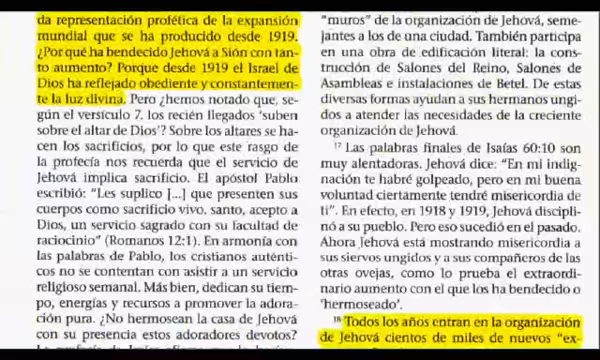 da representación profética de la expansión
mundial que se ha producido desde 1919.
¿Por qué ha bendecido Jehová a Sión con tan-
to aumento? Porque desde 1919 el Israel de
Dios ha reflejado obediente y constantemen-
te la luz divina. Pero ¿hemos notado que, se-
gún el versículo 7, los recién llegados 'suben
sobre el altar de Dios'? Sobre los altares se ha-
cen los sacrificios, por lo que este rasgo de
la profecía nos recuerda que el servicio de
Jehová implica sacrificio. El apóstol Pablo
escribió: “Les suplico [...] que presenten sus
cuerpos como sacrificio vivo, santo, acepto a
Dios, un servicio sagrado con su facultad de
raciocinio” (Romanos 12:1). En armonía con
las palabras de Pablo, los cristianos auténti-
cos no se contentan con asistir a un servicio
religioso semanal. Más bien, dedican su tiem-
po, energías y recursos a promover la adora-
ción pura. ¿No hermosean la casa de Jehová
con su presencia estos adoradores devotos?
“muros” de la organización de Jehová, seme-
jantes a los de una ciudad. También participa
en una obra de edificación literal: la cons-
trucción de Salones del Reino, Salones de
Asambleas e instalaciones de Betel. De estas
diversas formas ayudan a sus hermanos ungi-
dos a atender las necesidades de la creciente
organización de Jehová.
17 Las palabras finales de Isaías 60:10 son
muy alentadoras. Jehová dice: “En mi indig-
nación te habré golpeado, pero en mi buena
voluntad ciertamente tendré misericordia de
ti”. En efecto, en 1918 y 1919, Jehová discipli-
nó a su pueblo. Pero eso sucedió en el pasado.
Ahora Jehová está mostrando misericordia a
sus siervos ungidos y a sus compañeros de las
otras ovejas, como lo prueba el extraordi-
nario aumento con el que los ha bendecido o
'hermoseado'.
18 Todos los años entran en la organización
de Jehová cientos de miles de nuevos “ex-